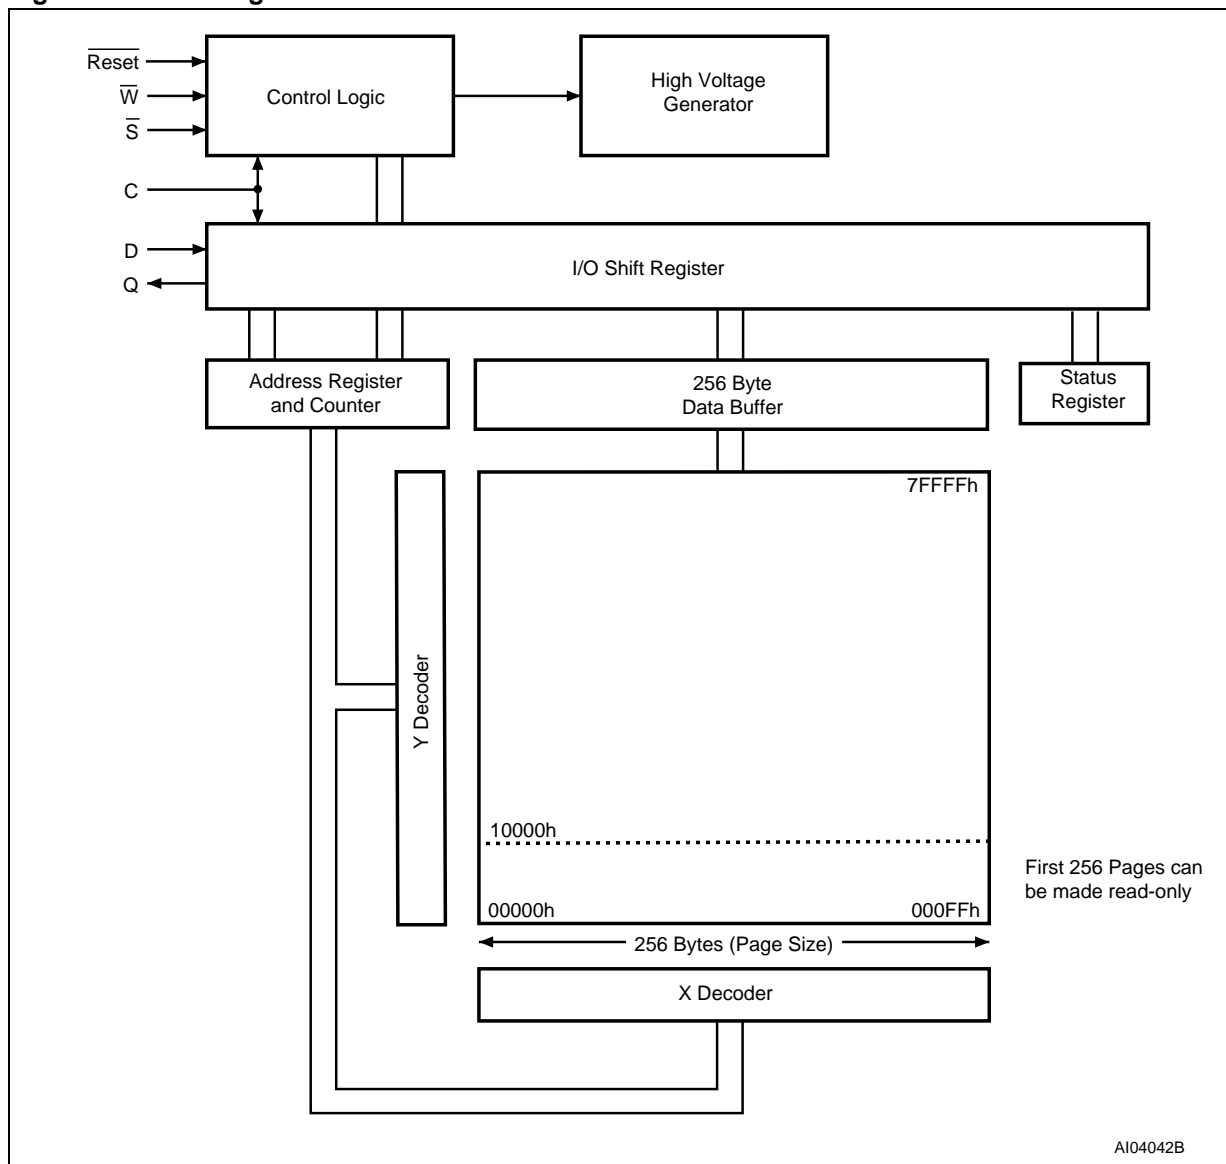 Reset
W
S
C
D
Q
Control Logic
High Voltage
Generator
I/O Shift Register
Address Register
and Counter
256 Byte
Data Buffer
Status
Register
7FFFFh
Y Decoder
10000h
First 256 Pages can
be made read-only
00000h
000FFh
256 Bytes (Page Size)
X Decoder
AI04042B